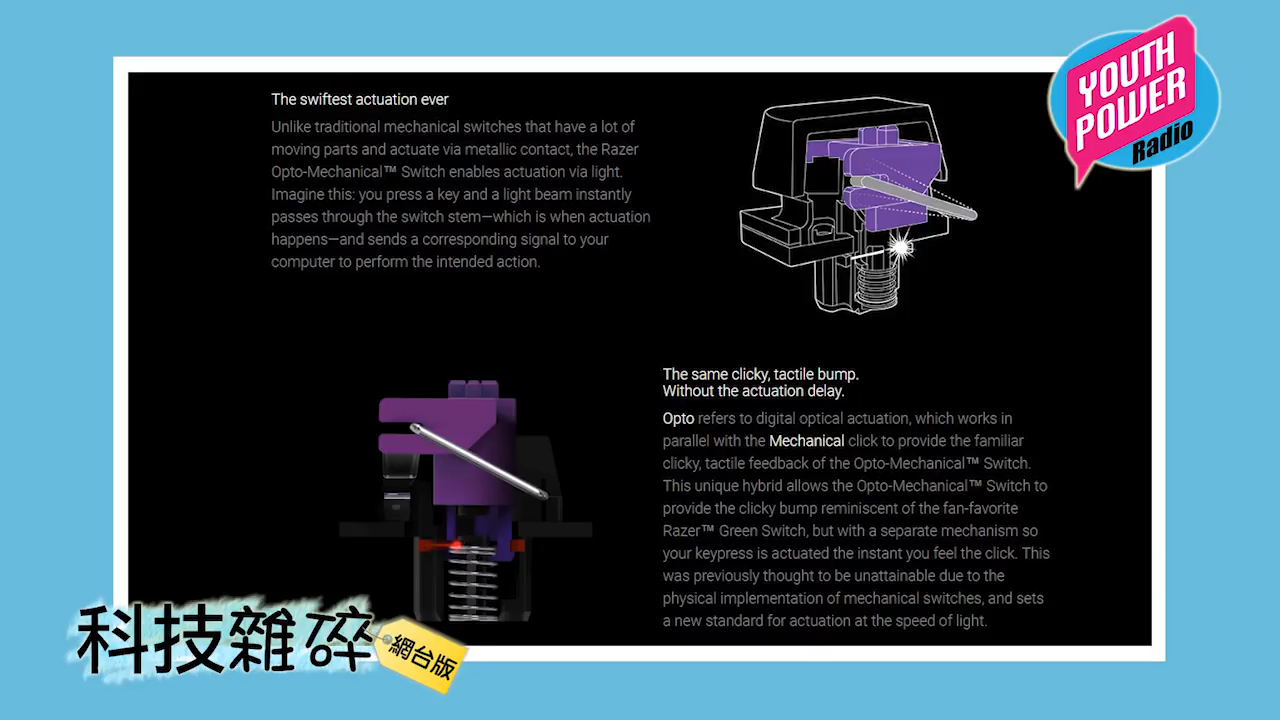 YOUTH
POWER
Radio
The swiftest actuation ever
Unlike traditional mechanical switches that have a lot of
moving parts and actuate via metallic contact, the Razer
Opto-Mechanical™ Switch enables actuation via light.
Imagine this: you press a key and a light beam instantly
passes through the switch stem—which is when actuation
happens—and sends a corresponding signal to your
computer to perform the intended action.
The same clicky, tactile bump.
Without the actuation delay.
Opto refers to digital optical actuation, which works in
parallel with the Mechanical click to provide the familiar
clicky, tactile feedback of the Opto-Mechanical™ Switch.
This unique hybrid allows the Opto-Mechanical™ Switch to
provide the clicky bump reminiscent of the fan-favorite
Razer™ Green Switch, but with a separate mechanism so
your keypress is actuated the instant you feel the click. This
was previously thought to be unattainable due to the
physical implementation of mechanical switches, and sets
a new standard for actuation at the speed of light.
科技雜碎
網台版